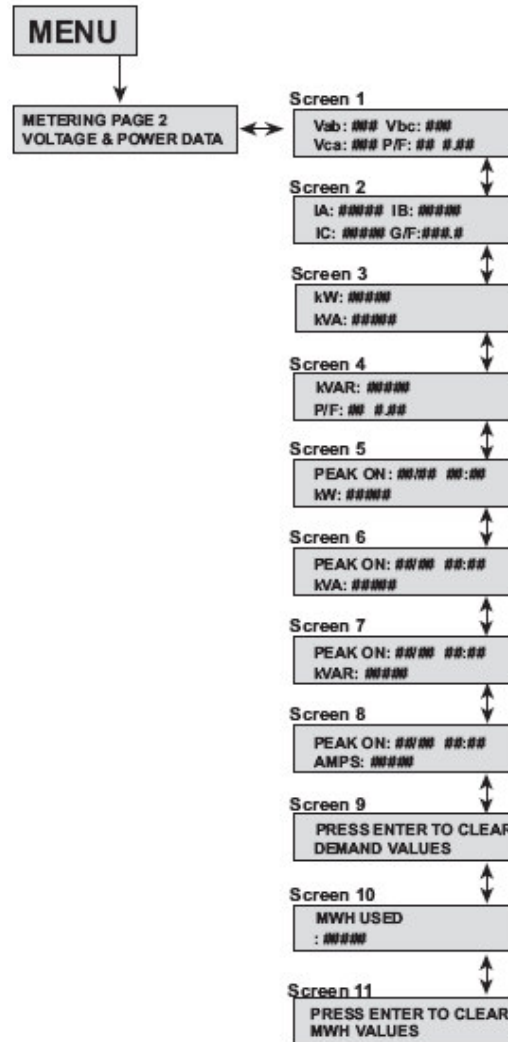 MENU
METERING PAGE 2
VOLTAGE & POWER DATA
Screen 1
Vab: ### Vbc: ###
Vca: ### P/F: ## #.##
Screen 2
IA: ##### IB: #####
IC: ##### G/F:###.#
Screen 3
kW: #####
kVA: #####
Screen 4
kVAR: #####
P/F: ## #.##
Screen 5
PEAK ON: ##/## ##:##
kW: #####
Screen 6
PEAK ON: ##/## ##:##
kVA: #####
Screen 7
PEAK ON: ##/## ##:##
kVAR: #####
Screen 8
PEAK ON: ##/## ##:##
AMPS: #####
Screen 9
PRESS ENTER TO CLEAR
DEMAND VALUES
Screen 10
MWH USED
: #####
Screen 11
PRESS ENTER TO CLEAR
MWH VALUES